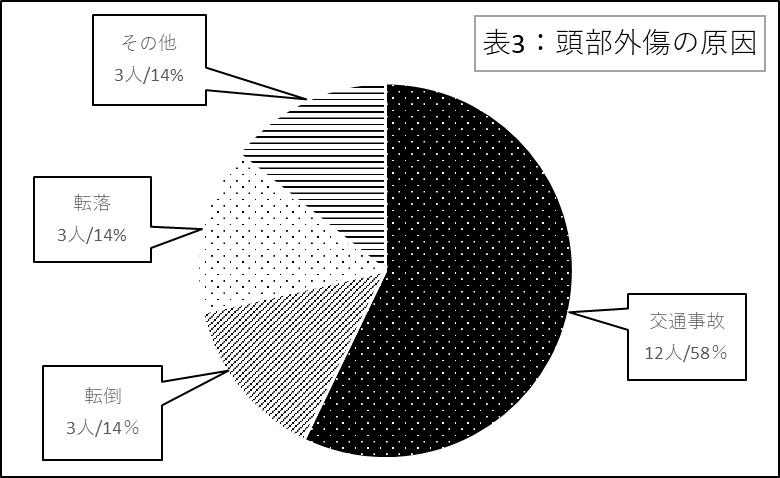 表3：頭部外傷の原因
その他
3人/14%
転落
3人/14%
転倒
3人/14％
交通事故
12人/58％